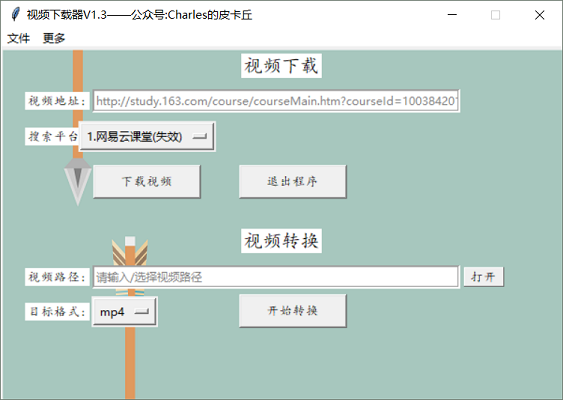 视频下载器V1.3——公众号:Charles的皮卡丘
文件 更多
视频下载
视频地址: http://study.163.com/course/courseMain.htm?courseId=100384201
搜索平台 1.网易云课堂(失效)
下载视频 退出程序
视频转换
视频路径: 请输入/选择视频路径 打开
目标格式: mp4 开始转换